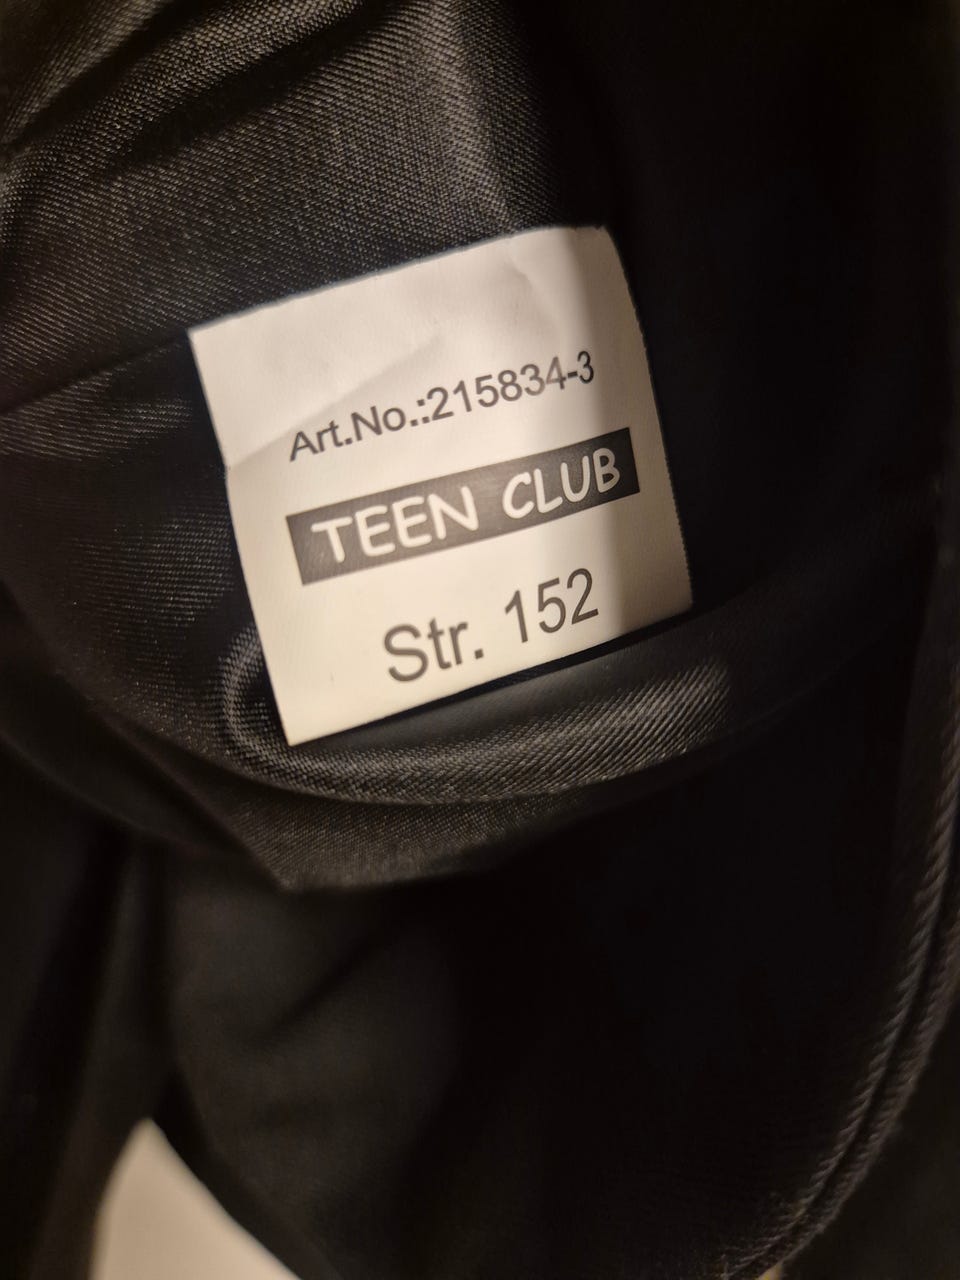 Art.No.:215834-3
TEEN CLUB
Str. 152